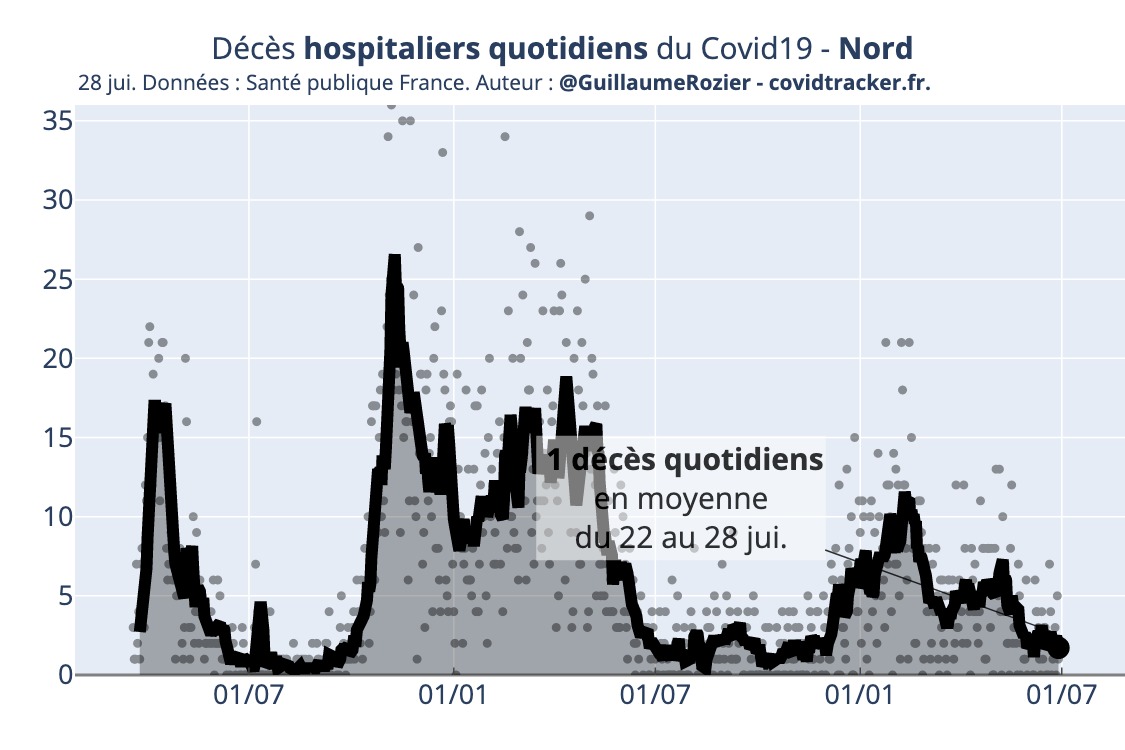 Décès hospitaliers quotidiens du Covid19 - Nord
28 jui. Données : Santé publique France. Auteur : @GuillaumeRozier - covidtracker.fr.
35
30
25
20
15
10
5
0
1 décès quotidiens
en moyenne
du 22 au 28 jui.
01/07 01/01 01/07 01/01 01/07